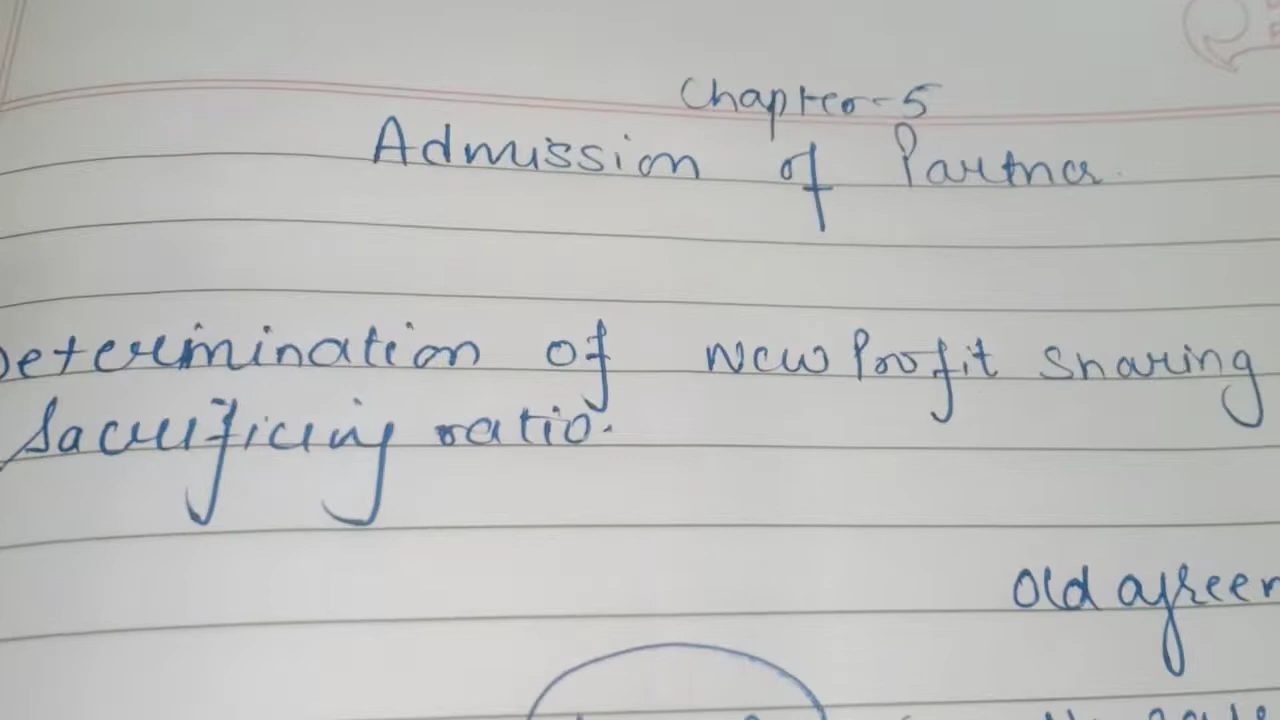 Chapter-5
Admission of Partner.
Determination of New Profit Sharing
Sacrificing ratio.
Old agreem